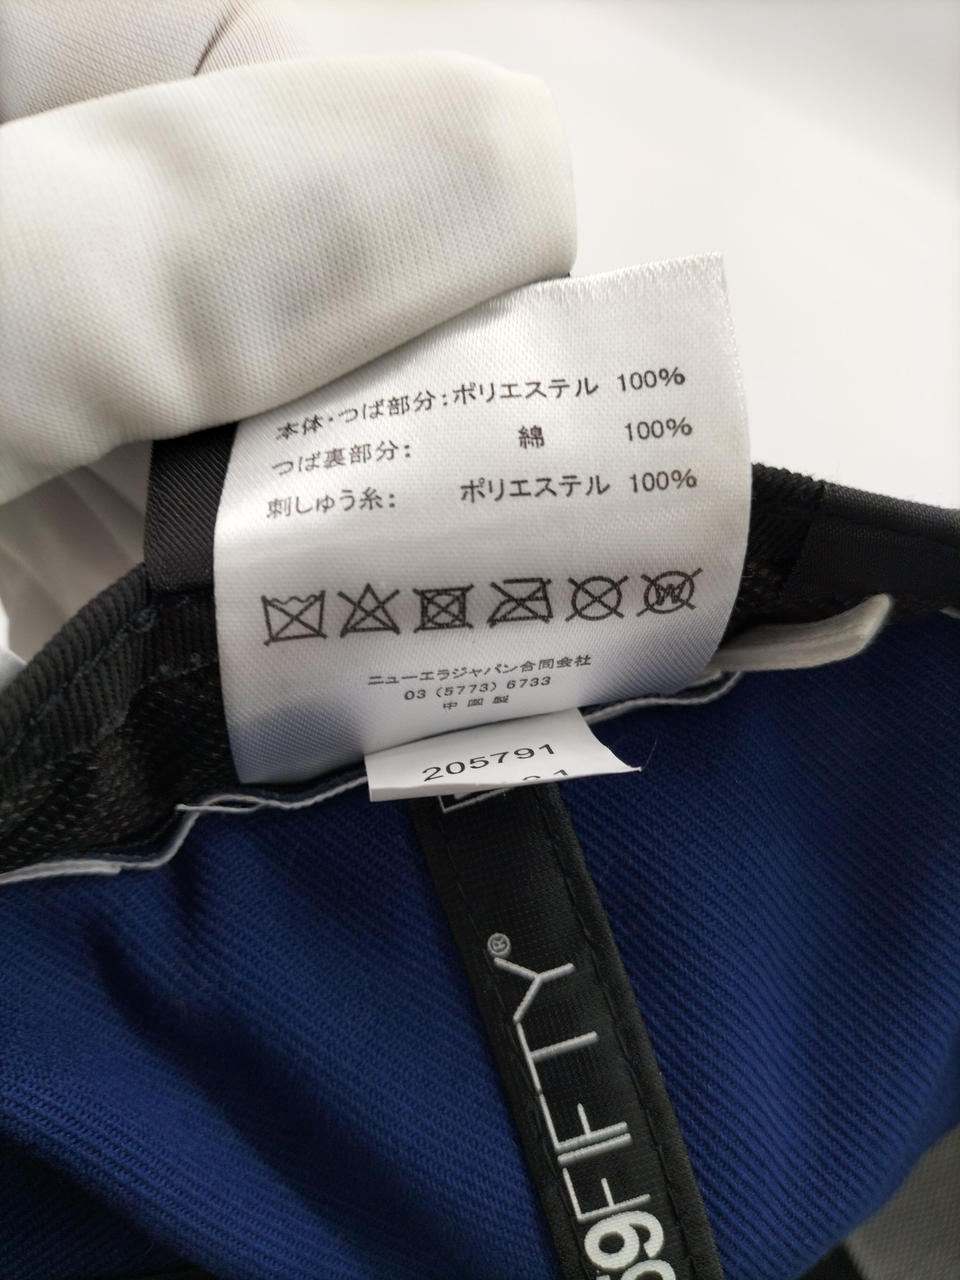 本体・つば部分:ポリエステル 100%
つば裏部分: 綿 100%
刺しゅう糸: ポリエステル 100%
W
ニューエラジャパン合同会社
03 (5773) 6733
中国製
205791
59FIFTY®